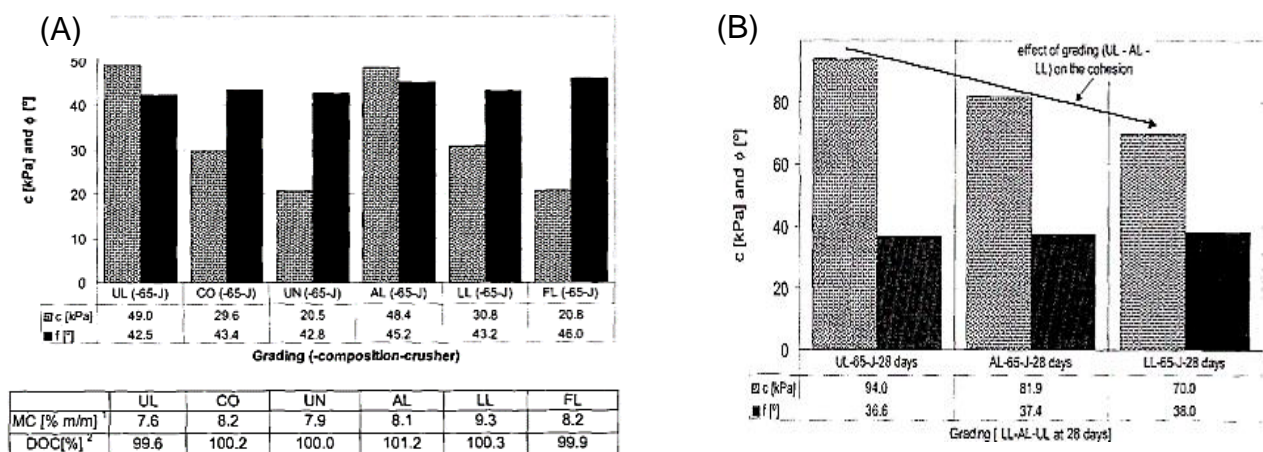 (A)
c [kPa] and ϕ [°]
50
40
30
20
10
0
UL (-65-J) CO (-65-J) UN (-65-J) AL (-65-J) LL (-65-J) FL (-65-J)
c [kPa] 49.0 29.6 20.5 48.4 30.8 20.8
f [°] 42.5 43.4 42.8 45.2 43.2 46.0
Grading (-composition-crusher)
UL CO UN AL LL FL
MC [% m/m] 1 7.6 8.2 7.9 8.1 9.3 8.2
DOC[%] 2 99.6 100.2 100.0 101.2 100.3 99.9
(B)
effect of grading (UL - AL -
LL) on the cohesion
c [kPa] and ϕ [°]
80
60
40
20
0
UL-65-J-28 days AL-65-J-28 days LL-65-J-28 days
c (kPa) 94.0 81.9 70.0
f [°] 36.6 37.4 38.0
Grading [ LL-AL-UL at 28 days]